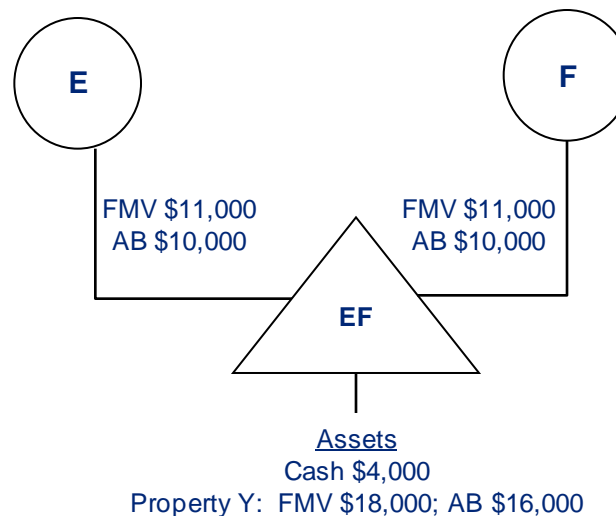 E
F
FMV $11,000
AB $10,000
FMV $11,000
AB $10,000
EF
Assets
Cash $4,000
Property Y: FMV $18,000; AB $16,000